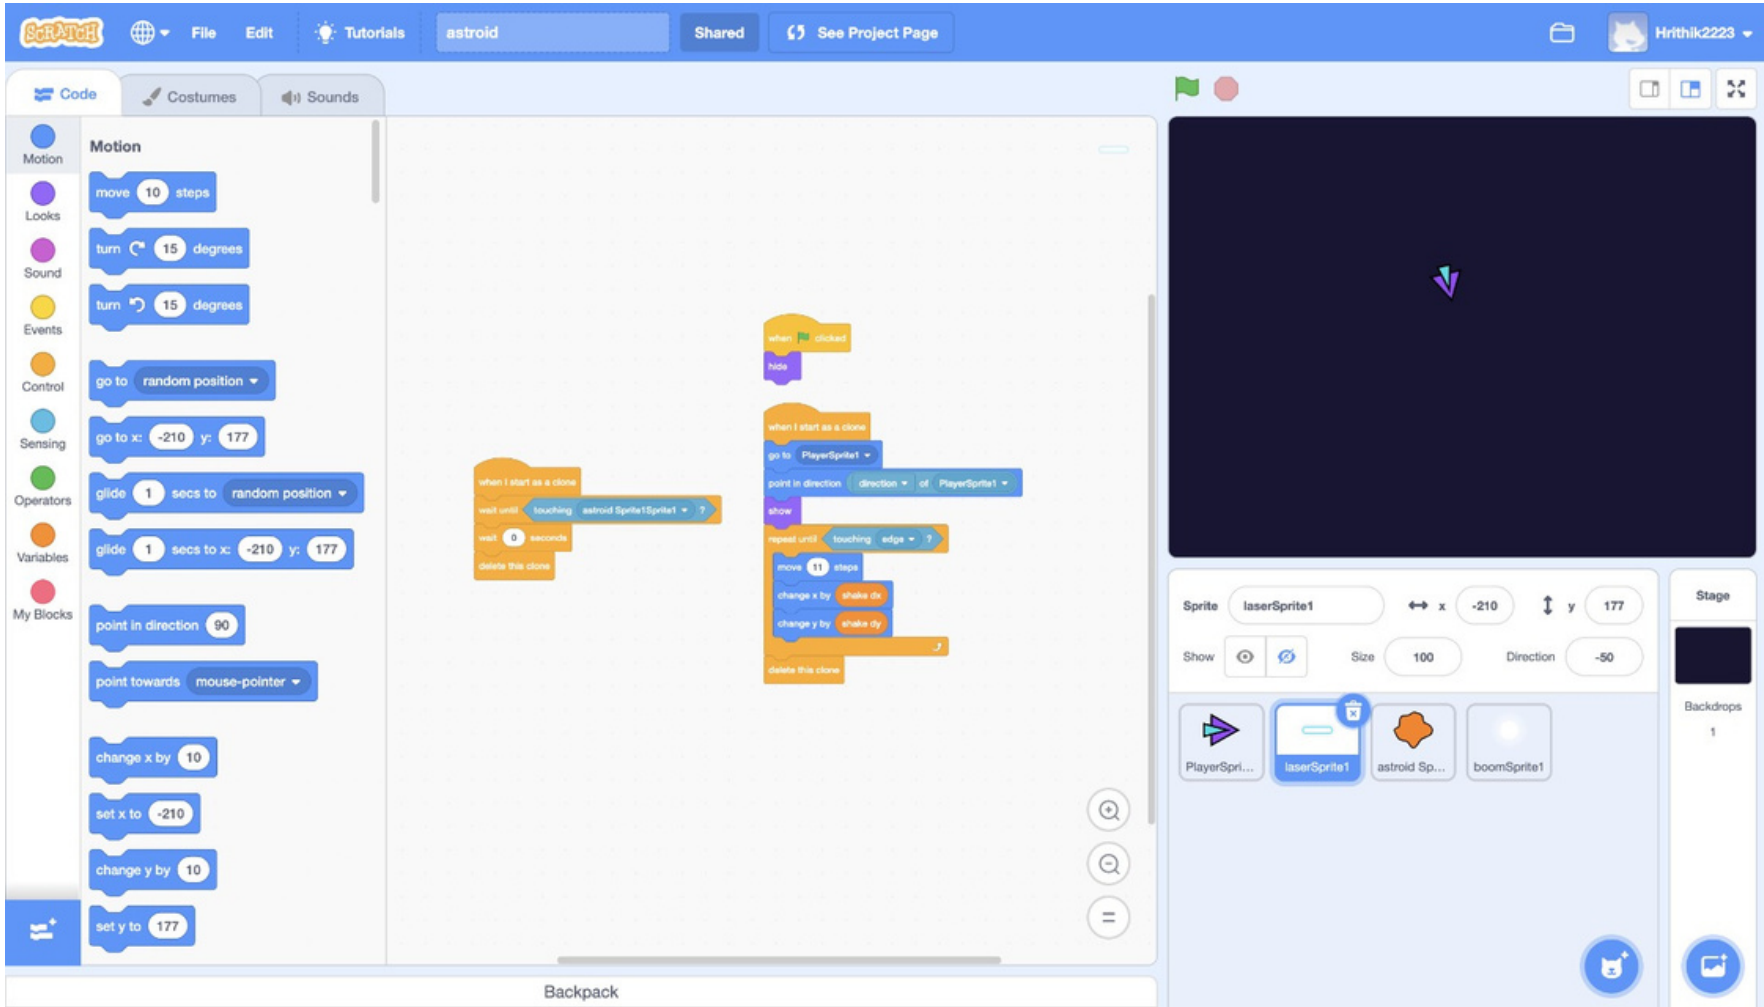 SCRATCH File Edit Tutorials astroid Shared See Project Page Hrithik2223
Code Costumes Sounds
Motion
Looks
Sound
Events
Control
Sensing
Operators
Variables
My Blocks
Motion
move 10 steps
turn 15 degrees
turn 15 degrees
go to random position
go to x: -210 y: 177
glide 1 secs to random position
glide 1 secs to x: -210 y: 177
point in direction 90
point towards mouse-pointer
change x by 10
set x to -210
change y by 10
set y to 177
when I start as a clone
wait until touching astroid Sprite1Sprite1 ?
wait 0 seconds
delete this clone
when clicked
hide
when I start as a clone
go to PlayerSprite1
point in direction direction of PlayerSprite1
show
repeat until touching edge ?
move 11 steps
change x by shake dx
change y by shake dy
delete this clone
Sprite laserSprite1 x -210 y 177
Show Size 100 Direction -50
PlayerSpri... laserSprite1 astroid Sp... boomSprite1
Stage
Backdrops
1
Backpack